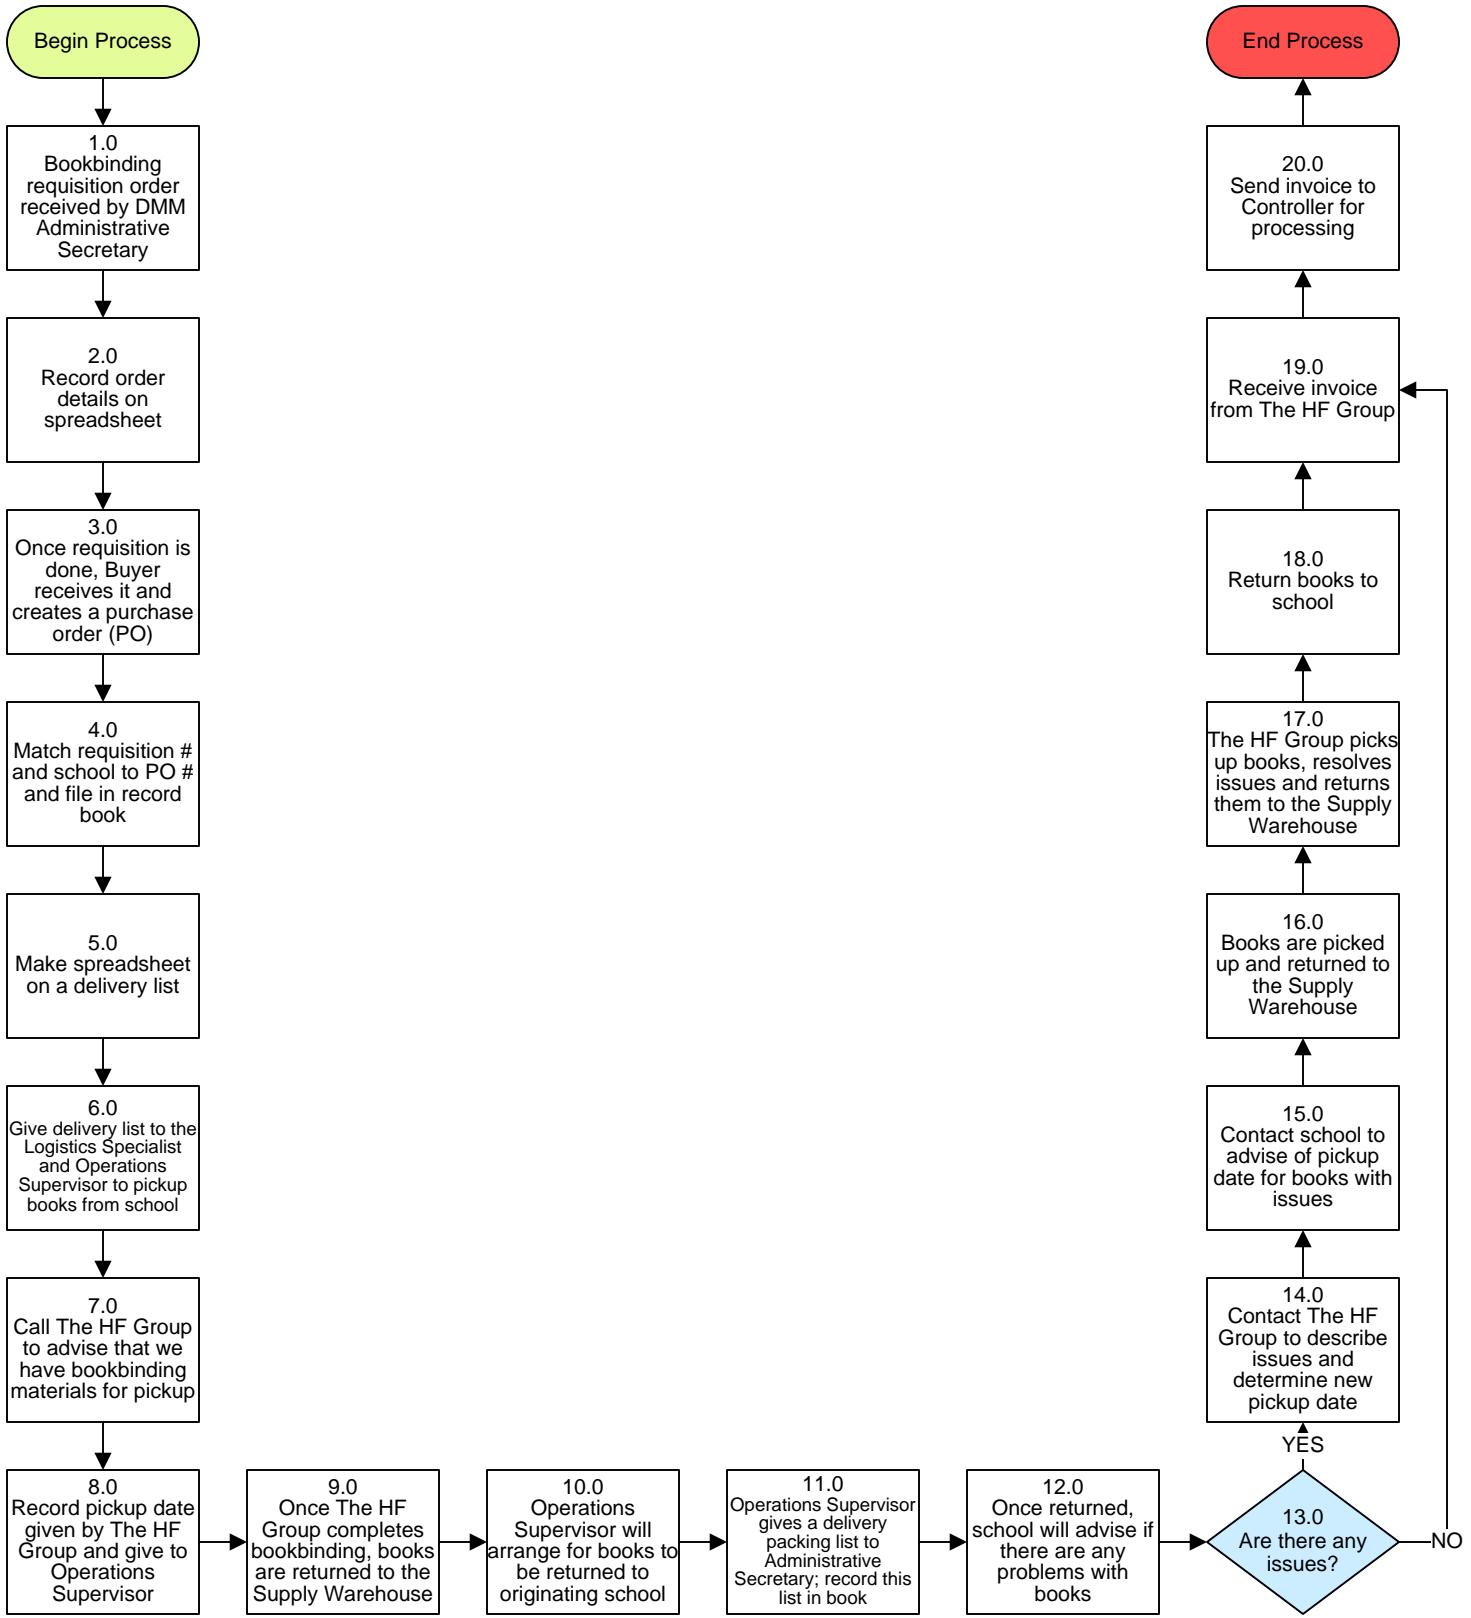 Begin Process
1.0
Bookbinding
requisition order
received by DMM
Administrative
Secretary
2.0
Record order
details on
spreadsheet
3.0
Once requisition is
done, Buyer
receives it and
creates a purchase
order (PO)
4.0
Match requisition #
and school to PO #
and file in record
book
5.0
Make spreadsheet
on a delivery list
6.0
Give delivery list to the
Logistics Specialist
and Operations
Supervisor to pickup
books from school
7.0
Call The HF Group
to advise that we
have bookbinding
materials for pickup
8.0
Record pickup date
given by The HF
Group and give to
Operations
Supervisor
9.0
Once The HF
Group completes
bookbinding, books
are returned to the
Supply Warehouse
10.0
Operations
Supervisor will
arrange for books to
be returned to
originating school
11.0
Operations Supervisor
gives a delivery
packing list to
Administrative
Secretary; record this
list in book
12.0
Once returned,
school will advise if
there are any
problems with
books
13.0
Are there any
issues?
NO
YES
14.0
Contact The HF
Group to describe
issues and
determine new
pickup date
15.0
Contact school to
advise of pickup
date for books with
issues
16.0
Books are picked
up and returned to
the Supply
Warehouse
17.0
The HF Group picks
up books, resolves
issues and returns
them to the Supply
Warehouse
18.0
Return books to
school
19.0
Receive invoice
from The HF Group
20.0
Send invoice to
Controller for
processing
End Process